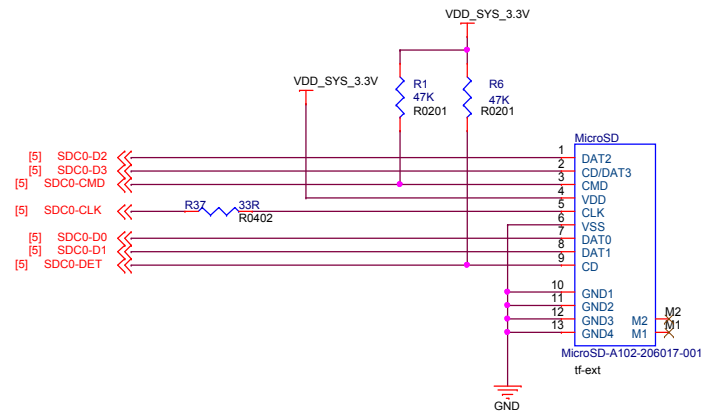 VDD_SYS_3.3V
VDD_SYS_3.3V
R1
47K
R0201
R6
47K
R0201
MicroSD
[5] SDC0-D2 1 DAT2
[5] SDC0-D3 2 CD/DAT3
[5] SDC0-CMD 3 CMD
4 VDD
[5] SDC0-CLK R37 33R 5 CLK
R0402
6 VSS
[5] SDC0-D0 7 DAT0
[5] SDC0-D1 8 DAT1
[5] SDC0-DET 9 CD
10 GND1
11 GND2
12 GND3 M2 M2
13 GND4 M1 M1
MicroSD-A102-206017-001
tf-ext
GND